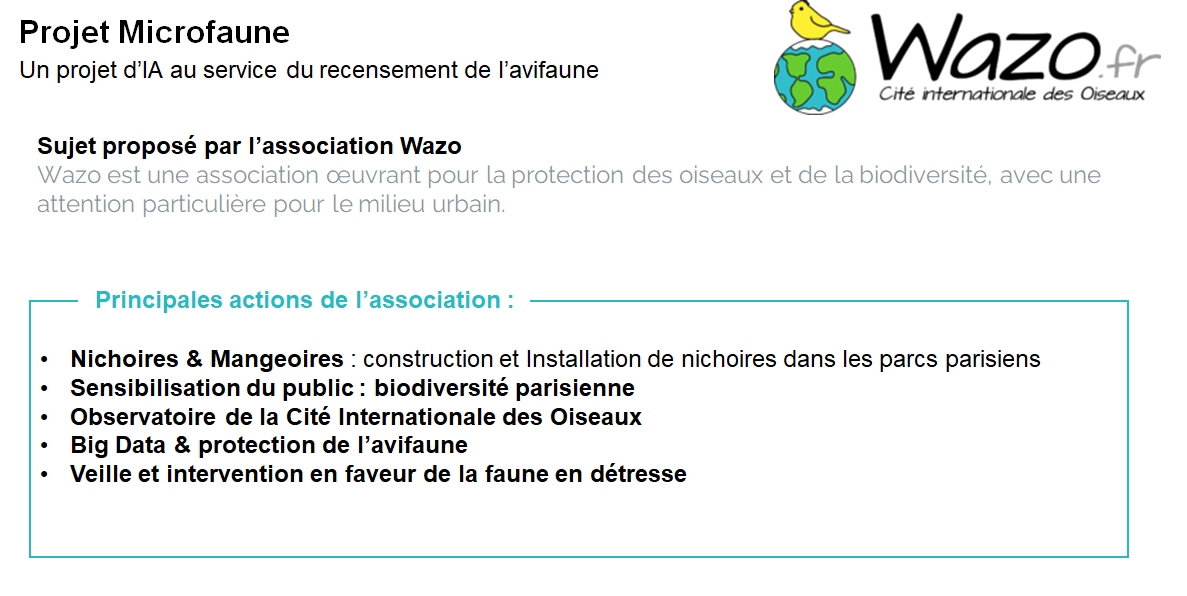 Projet Microfaune
Un projet d’IA au service du recensement de l’avifaune
Wazo.fr
Cité internationale des Oiseaux
Sujet proposé par l’association Wazo
Wazo est une association œuvrant pour la protection des oiseaux et de la biodiversité, avec une
attention particulière pour le milieu urbain.
Principales actions de l’association :
• Nichoires & Mangeoires : construction et Installation de nichoires dans les parcs parisiens
• Sensibilisation du public : biodiversité parisienne
• Observatoire de la Cité Internationale des Oiseaux
• Big Data & protection de l’avifaune
• Veille et intervention en faveur de la faune en détresse